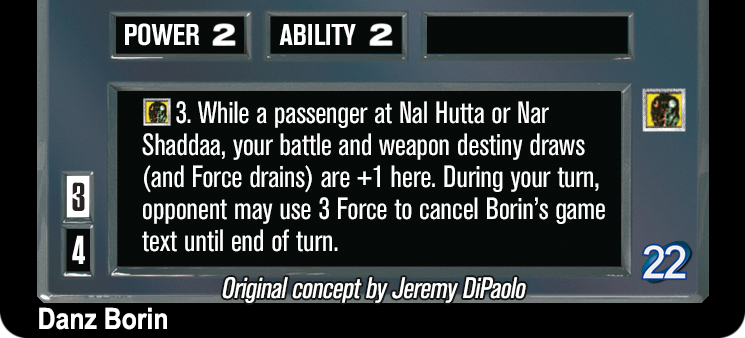 POWER 2 ABILITY 2
3. While a passenger at Nal Hutta or Nar
Shaddaa, your battle and weapon destiny draws
(and Force drains) are +1 here. During your turn,
opponent may use 3 Force to cancel Borin's game
text until end of turn.
3
4
22
Original concept by Jeremy DiPaolo
Danz Borin